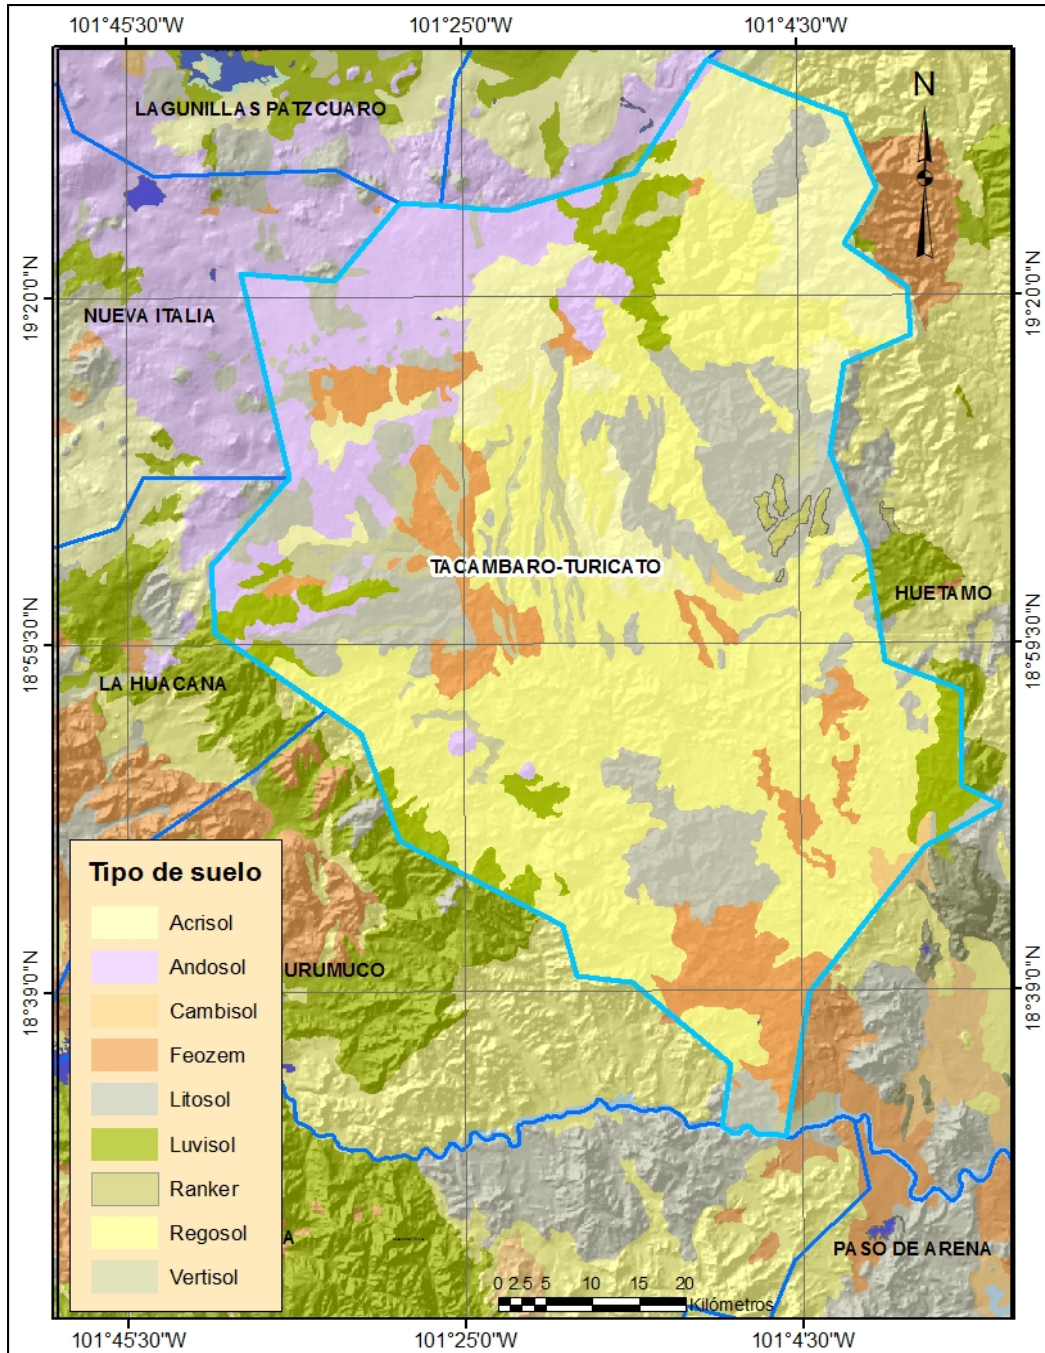 101°45'30"W
101°25'0"W
101°4'30"W
LAGUNILLAS PATZCUARO
N
19°20'0"N
19°20'0"N
NUEVA ITALIA
TACAMBARO-TURICATO
HUETAMO
18°59'30"N
18°59'30"N
LA HUACANA
Tipo de suelo
Acrisol
Andosol
Cambisol
Feozem
Litosol
Luvisol
Ranker
Regosol
Vertisol
URUMUCO
18°39'0"N
18°39'0"N
A
PASO DE ARENA
0 2.5 5 10 15 20
Kilómetros
101°45'30"W
101°25'0"W
101°4'30"W